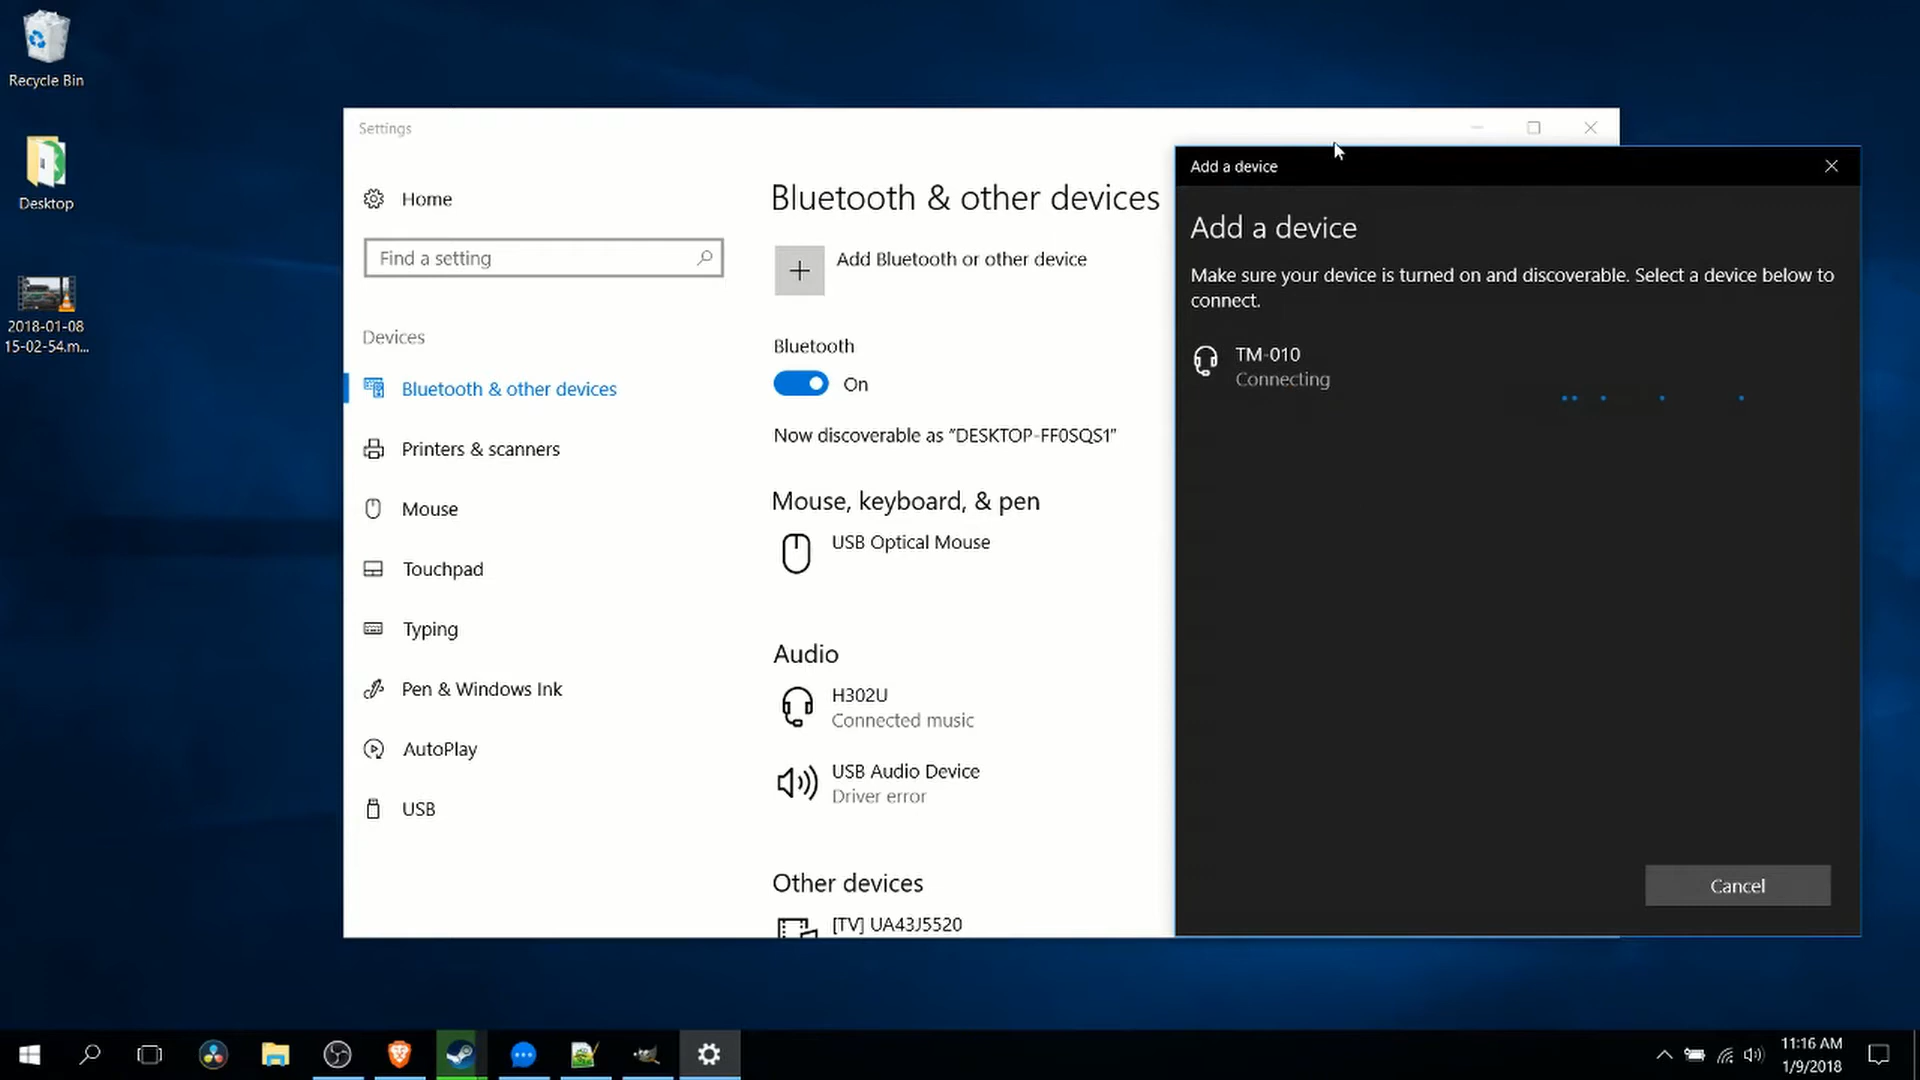 Recycle Bin
Desktop
2018-01-08
15-02-54.m...
Settings
Home
Find a setting
Devices
Bluetooth & other devices
Printers & scanners
Mouse
Touchpad
Typing
Pen & Windows Ink
AutoPlay
USB
Bluetooth & other devices
Add Bluetooth or other device
Bluetooth
On
Now discoverable as "DESKTOP-FF0SQS1"
Mouse, keyboard, & pen
USB Optical Mouse
Audio
H302U
Connected music
USB Audio Device
Driver error
Other devices
[TV] UA43J5520
Add a device
Add a device
Make sure your device is turned on and discoverable. Select a device below to
connect.
TM-010
Connecting
Cancel
11:16 AM
1/9/2018